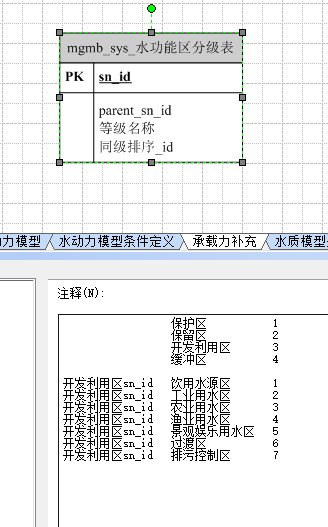 mgmb_sys_水功能区分级表
PK sn_id
parent_sn_id
等级名称
同级排序_id
力模型 水动力模型条件定义 承载力补充 水质模型
注释(N):
保护区 1
保留区 2
开发利用区 3
缓冲区 4
开发利用区sn_id 饮用水源区 1
开发利用区sn_id 工业用水区 2
开发利用区sn_id 农业用水区 3
开发利用区sn_id 渔业用水区 4
开发利用区sn_id 景观娱乐用水区 5
开发利用区sn_id 过渡区 6
开发利用区sn_id 排污控制区 7